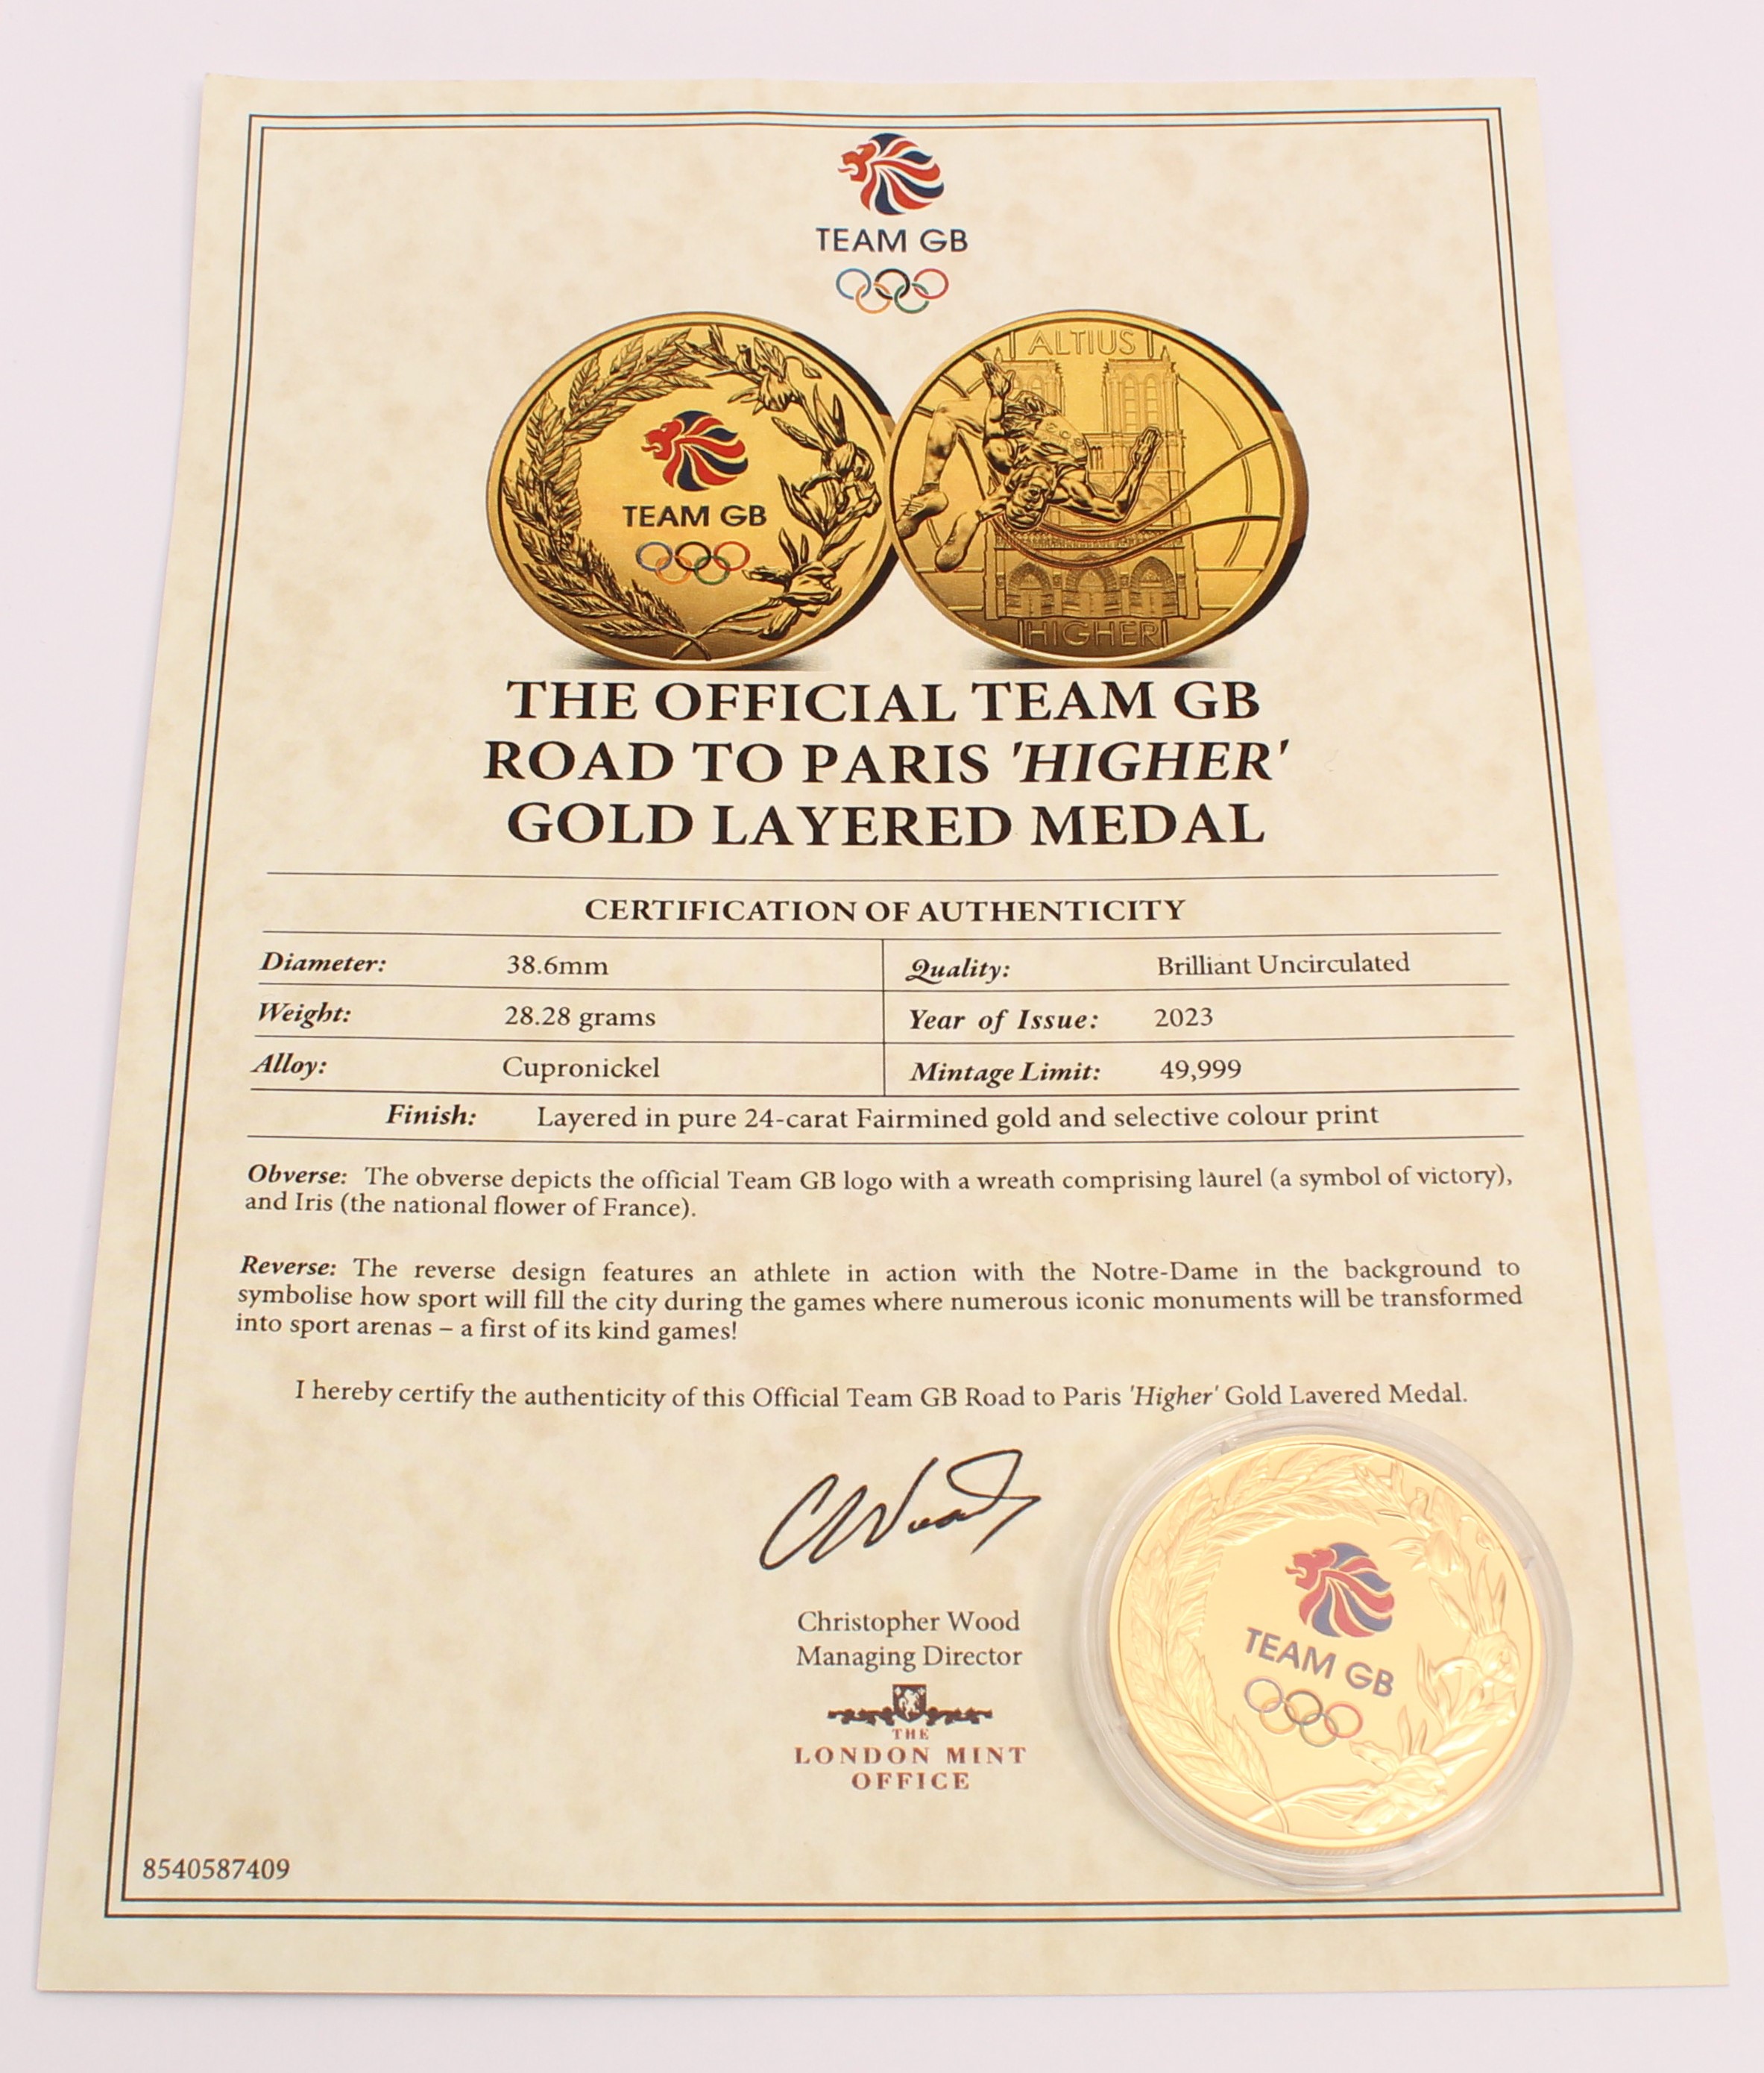 TEAM GB
ALTIUS
TEAM GB
HIGHER
THE OFFICIAL TEAM GB
ROAD TO PARIS 'HIGHER'
GOLD LAYERED MEDAL
CERTIFICATION OF AUTHENTICITY
Diameter: 38.6mm Quality: Brilliant Uncirculated
Weight: 28.28 grams Year of Issue: 2023
Alloy: Cupronickel Mintage Limit: 49,999
Finish: Layered in pure 24-carat Fairmined gold and selective colour print
Obverse: The obverse depicts the official Team GB logo with a wreath comprising laurel (a symbol of victory),
and Iris (the national flower of France).
Reverse: The reverse design features an athlete in action with the Notre-Dame in the background to
symbolise how sport will fill the city during the games where numerous iconic monuments will be transformed
into sport arenas – a first of its kind games!
I hereby certify the authenticity of this Official Team GB Road to Paris 'Higher' Gold Layered Medal.
CWood
Christopher Wood
Managing Director
THE
LONDON MINT
OFFICE
TEAM GB
8540587409